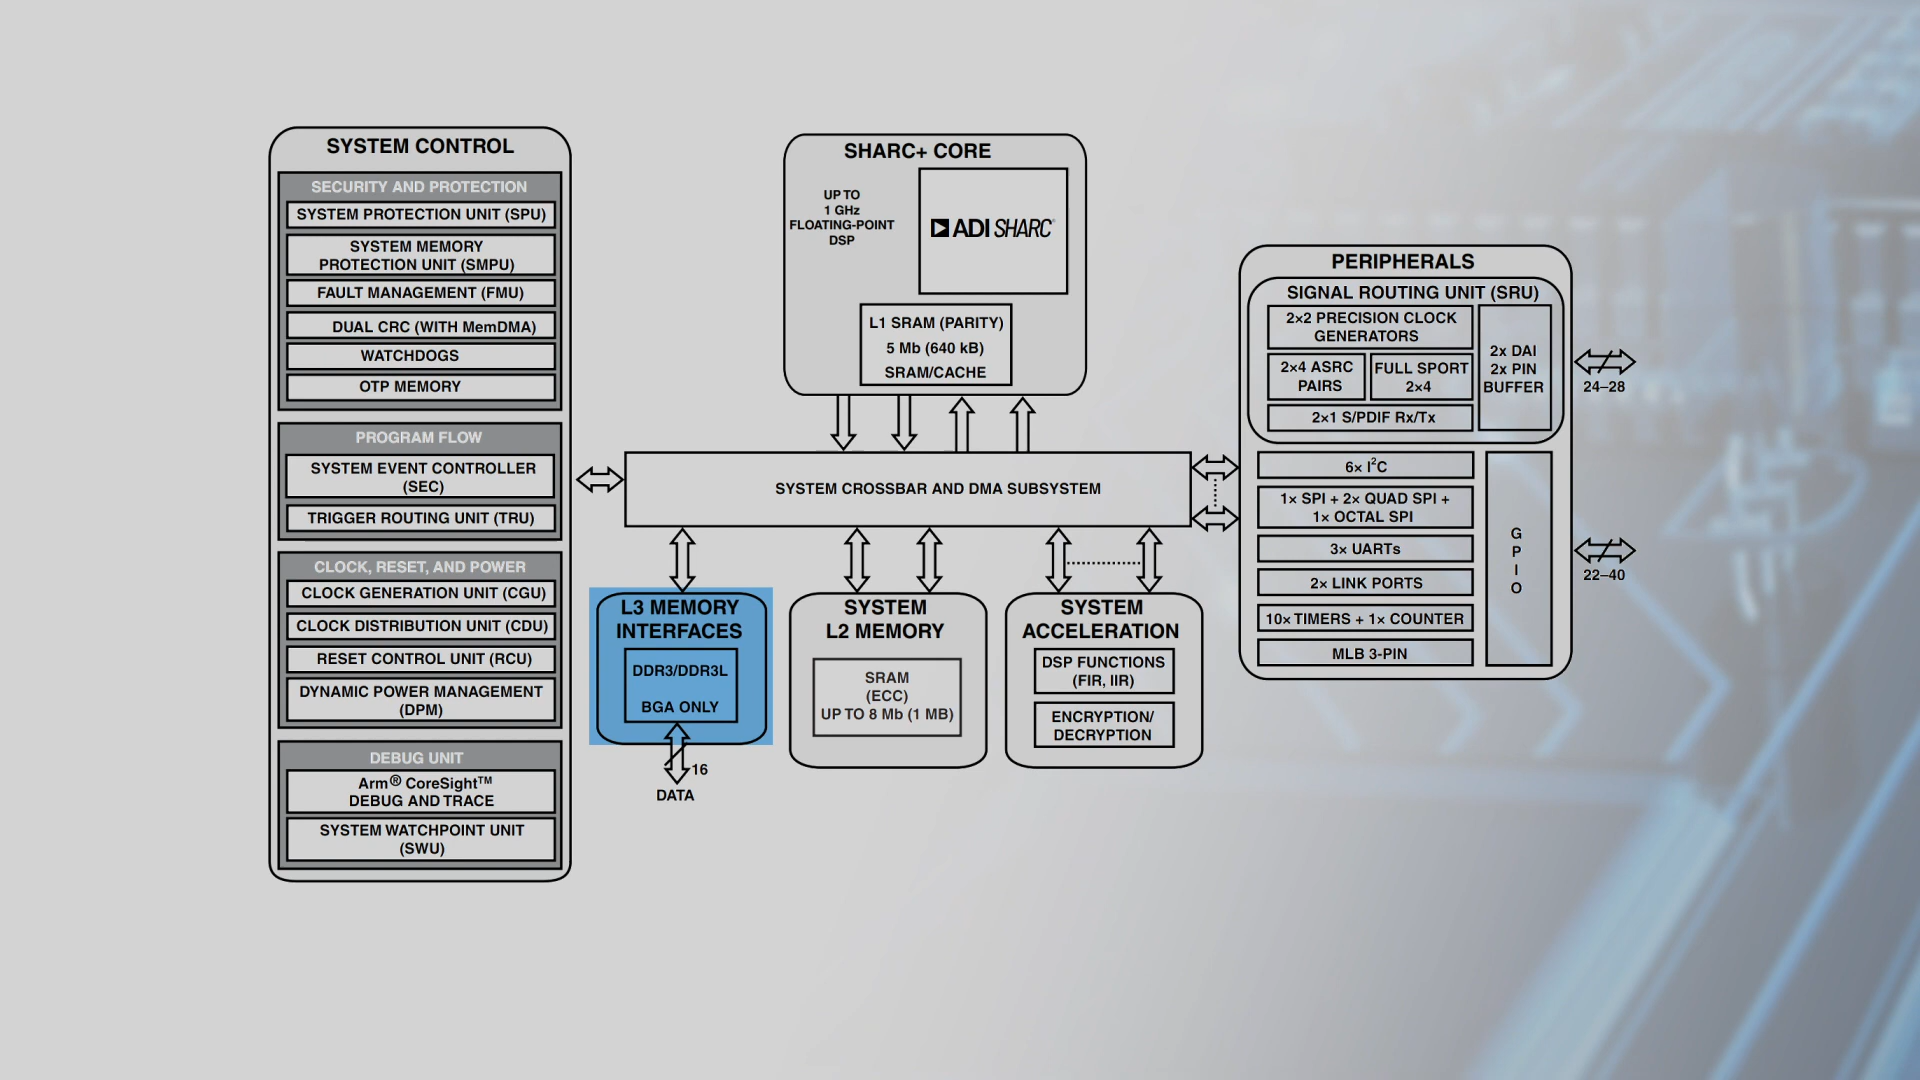 SYSTEM CONTROL
SECURITY AND PROTECTION
SYSTEM PROTECTION UNIT (SPU)
SYSTEM MEMORY
PROTECTION UNIT (SMPU)
FAULT MANAGEMENT (FMU)
DUAL CRC (WITH MemDMA)
WATCHDOGS
OTP MEMORY
PROGRAM FLOW
SYSTEM EVENT CONTROLLER
(SEC)
TRIGGER ROUTING UNIT (TRU)
CLOCK, RESET, AND POWER
CLOCK GENERATION UNIT (CGU)
CLOCK DISTRIBUTION UNIT (CDU)
RESET CONTROL UNIT (RCU)
DYNAMIC POWER MANAGEMENT
(DPM)
DEBUG UNIT
Arm® CoreSight™
DEBUG AND TRACE
SYSTEM WATCHPOINT UNIT
(SWU)
SHARC+ CORE
UP TO
1 GHz
FLOATING-POINT
DSP
ADI SHARC
L1 SRAM (PARITY)
5 Mb (640 kB)
SRAM/CACHE
SYSTEM CROSSBAR AND DMA SUBSYSTEM
L3 MEMORY
INTERFACES
DDR3/DDR3L
BGA ONLY
16
DATA
SYSTEM
L2 MEMORY
SRAM
(ECC)
UP TO 8 Mb (1 MB)
SYSTEM
ACCELERATION
DSP FUNCTIONS
(FIR, IIR)
ENCRYPTION/
DECRYPTION
PERIPHERALS
SIGNAL ROUTING UNIT (SRU)
2×2 PRECISION CLOCK
GENERATORS
2×4 ASRC
PAIRS
FULL SPORT
2×4
2×1 S/PDIF Rx/Tx
2x DAI
2x PIN
BUFFER
24–28
6× I²C
1× SPI + 2× QUAD SPI +
1× OCTAL SPI
3× UARTs
2× LINK PORTS
10× TIMERS + 1× COUNTER
MLB 3-PIN
G
P
I
O
22–40